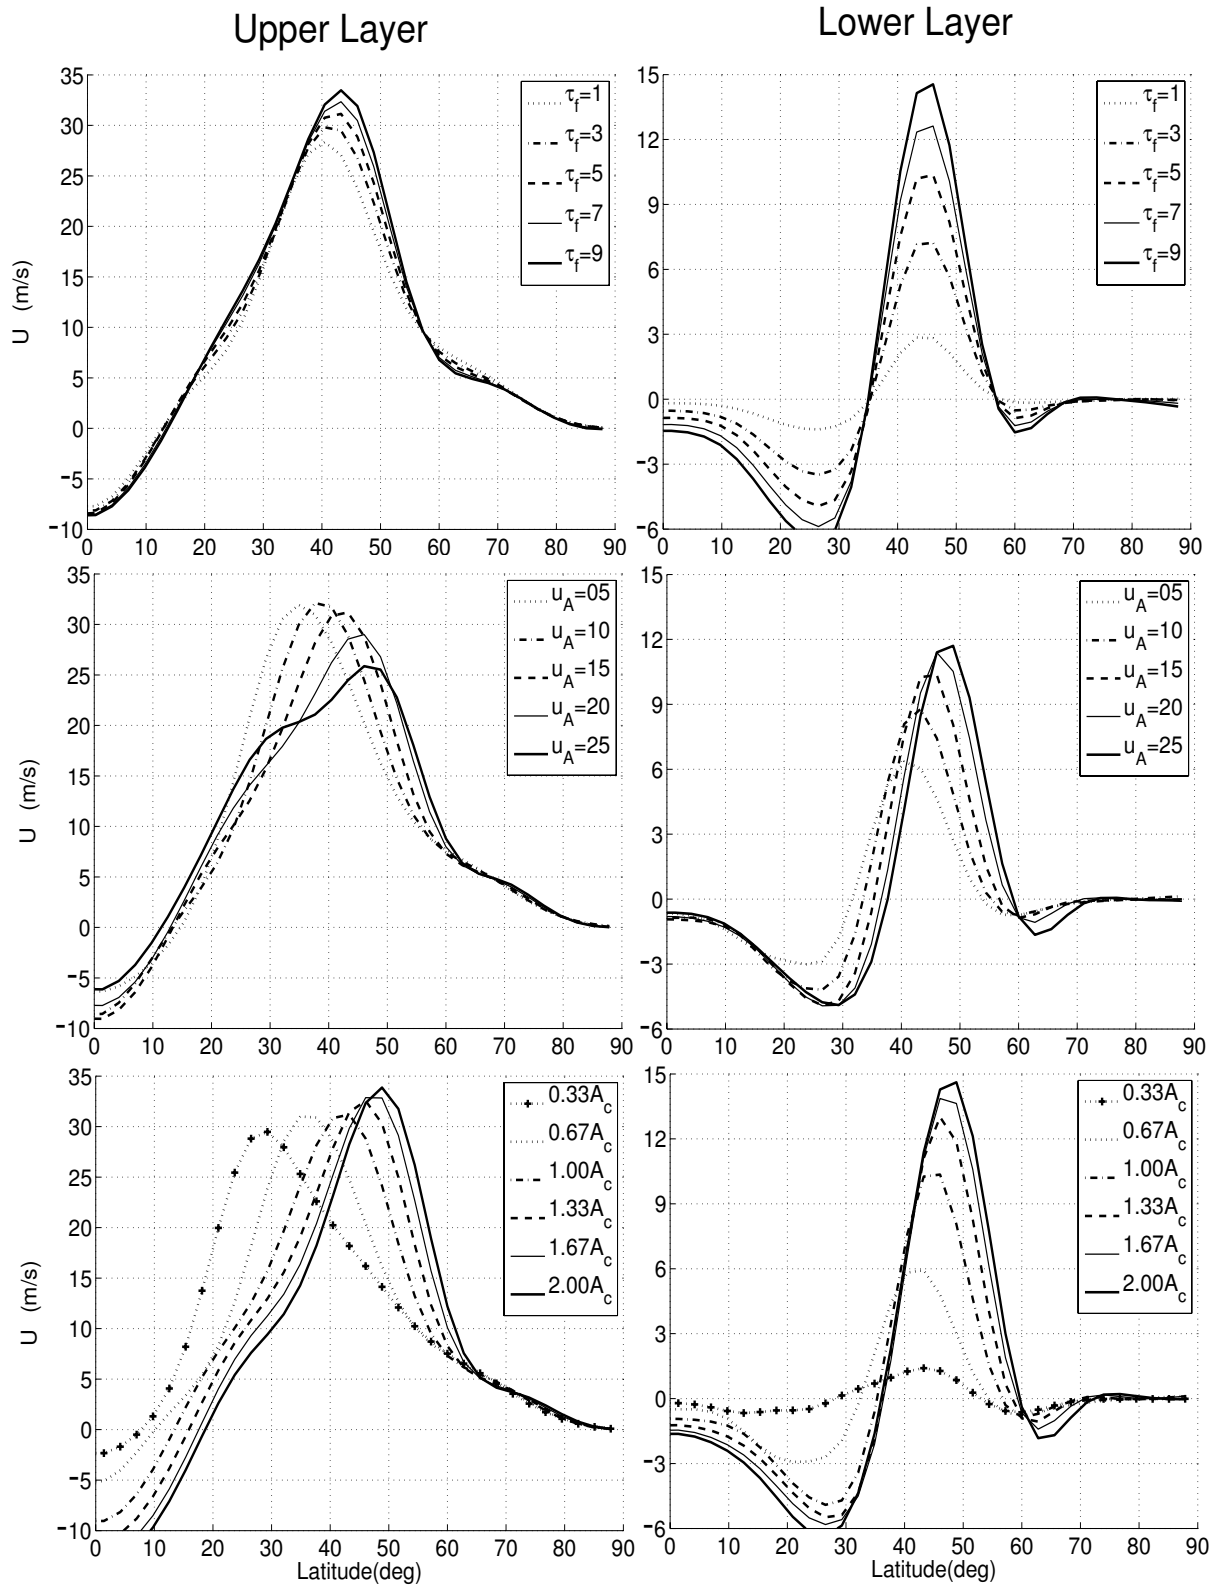 Upper Layer
Lower Layer
35
30
25
20
15
10
5
0
−5
−10
U (m/s)
τf=1
τf=3
τf=5
τf=7
τf=9
0 10 20 30 40 50 60 70 80 90
15
12
9
6
3
0
−3
−6
τf=1
τf=3
τf=5
τf=7
τf=9
0 10 20 30 40 50 60 70 80 90
35
30
25
20
15
10
5
0
−5
−10
U (m/s)
uA=05
uA=10
uA=15
uA=20
uA=25
0 10 20 30 40 50 60 70 80 90
15
12
9
6
3
0
−3
−6
uA=05
uA=10
uA=15
uA=20
uA=25
0 10 20 30 40 50 60 70 80 90
35
30
25
20
15
10
5
0
−5
−10
U (m/s)
0.33Ac
0.67Ac
1.00Ac
1.33Ac
1.67Ac
2.00Ac
0 10 20 30 40 50 60 70 80 90
Latitude(deg)
15
12
9
6
3
0
−3
−6
0.33Ac
0.67Ac
1.00Ac
1.33Ac
1.67Ac
2.00Ac
0 10 20 30 40 50 60 70 80 90
Latitude(deg)